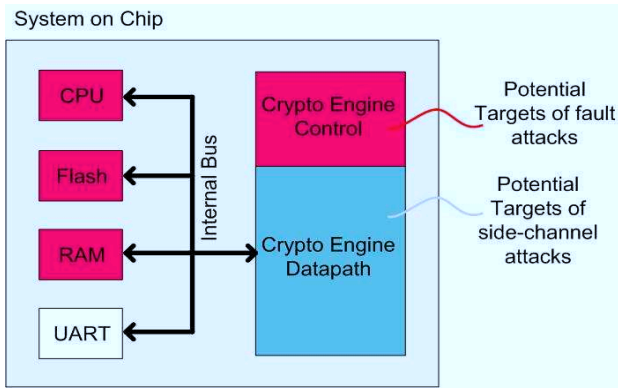 System on Chip
CPU
Flash
RAM
UART
Internal Bus
Crypto Engine
Control
Crypto Engine
Datapath
Potential
Targets of fault
attacks
Potential
Targets of
side-channel
attacks